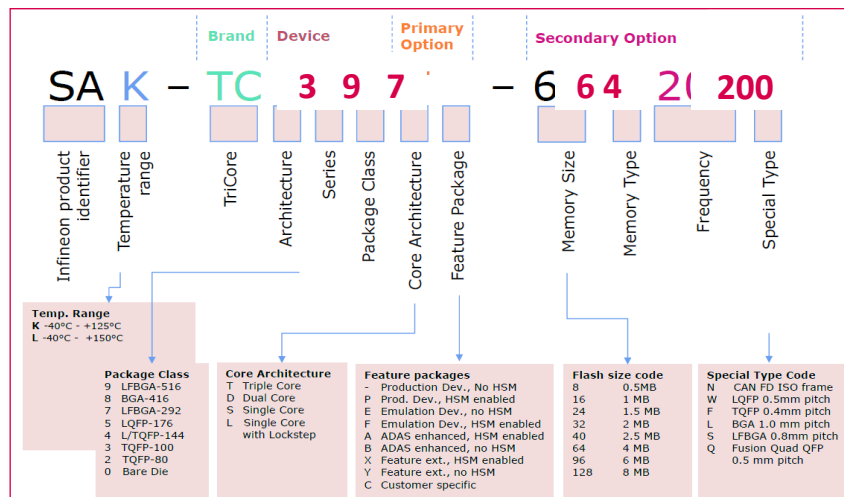 Brand Device Primary Option Secondary Option
SA K – TC 3 9 7 – 6 6 4 2 200
Infineon product identifier
Temperature range
TriCore
Architecture
Series
Package Class
Core Architecture
Feature Package
Memory Size
Memory Type
Frequency
Special Type
Temp. Range
K -40°C - +125°C
L -40°C - +150°C
Package Class
9 LFBGA-516
8 BGA-416
7 LFBGA-292
5 LQFP-176
4 L/TQFP-144
3 TQFP-100
2 TQFP-80
0 Bare Die
Core Architecture
T Triple Core
D Dual Core
S Single Core
L Single Core
with Lockstep
Feature packages
- Production Dev., No HSM
P Prod. Dev., HSM enabled
E Emulation Dev., no HSM
F Emulation Dev., HSM enabled
A ADAS enhanced, HSM enabled
B ADAS enhanced, no HSM
X Feature ext., HSM enabled
Y Feature ext., no HSM
C Customer specific
Flash size code
8 0.5MB
16 1 MB
24 1.5 MB
32 2 MB
40 2.5 MB
64 4 MB
96 6 MB
128 8 MB
Special Type Code
N CAN FD ISO frame
W LQFP 0.5mm pitch
F TQFP 0.4mm pitch
L BGA 1.0 mm pitch
S LFBGA 0.8mm pitch
Q Fusion Quad QFP
0.5 mm pitch